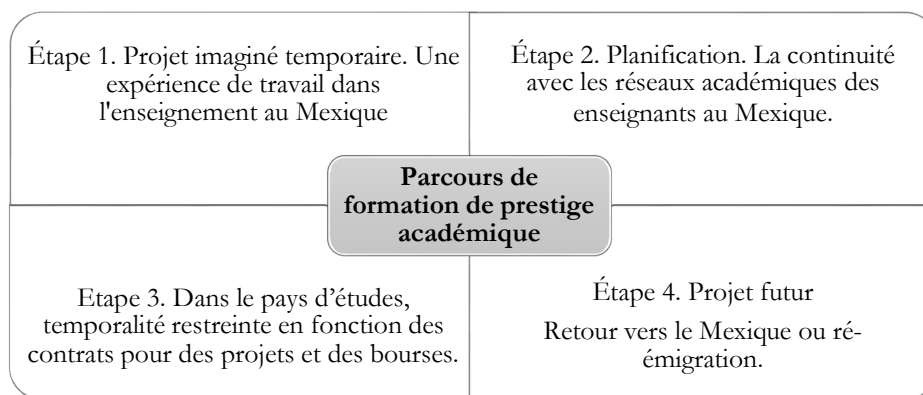 Étape 1. Projet imaginé temporaire. Une
expérience de travail dans
l'enseignement au Mexique
Étape 2. Planification. La continuité
avec les réseaux académiques des
enseignants au Mexique.
Parcours de
formation de prestige
académique
Etape 3. Dans le pays d’études,
temporalité restreinte en fonction des
contrats pour des projets et des bourses.
Étape 4. Projet futur
Retour vers le Mexique ou ré-
émigration.